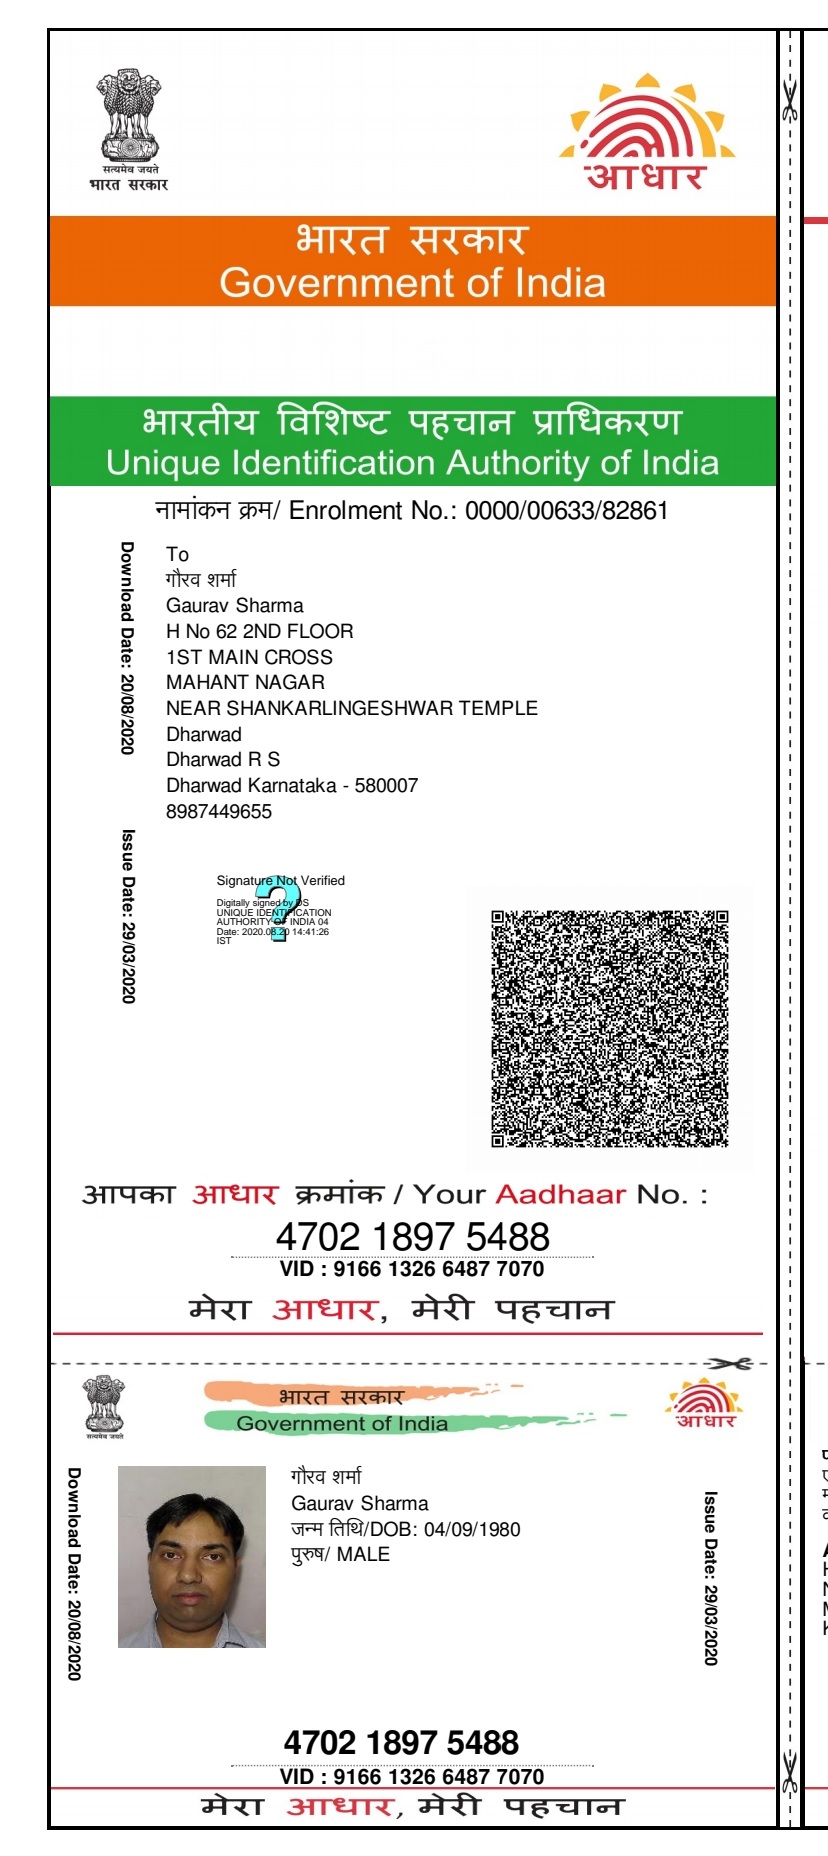 सत्यमेव जयते
भारत सरकार
आधार
भारत सरकार
Government of India
भारतीय विशिष्ट पहचान प्राधिकरण
Unique Identification Authority of India
नामांकन क्रम/ Enrolment No.: 0000/00633/82861
Download Date: 20/08/2020
Issue Date: 29/03/2020
To
गौरव शर्मा
Gaurav Sharma
H No 62 2ND FLOOR
1ST MAIN CROSS
MAHANT NAGAR
NEAR SHANKARLINGESHWAR TEMPLE
Dharwad
Dharwad R S
Dharwad Karnataka - 580007
8987449655
Signature Not Verified
Digitally signed by DS
UNIQUE IDENTIFICATION
AUTHORITY OF INDIA 04
Date: 2020.08.20 14:41:26
IST
आपका आधार क्रमांक / Your Aadhaar No. :
4702 1897 5488
VID : 9166 1326 6487 7070
मेरा आधार, मेरी पहचान
सत्यमेव जयते
भारत सरकार
Government of India
आधार
Download Date: 20/08/2020
गौरव शर्मा
Gaurav Sharma
जन्म तिथि/DOB: 04/09/1980
पुरुष/ MALE
Issue Date: 29/03/2020
4702 1897 5488
VID : 9166 1326 6487 7070
मेरा आधार, मेरी पहचान